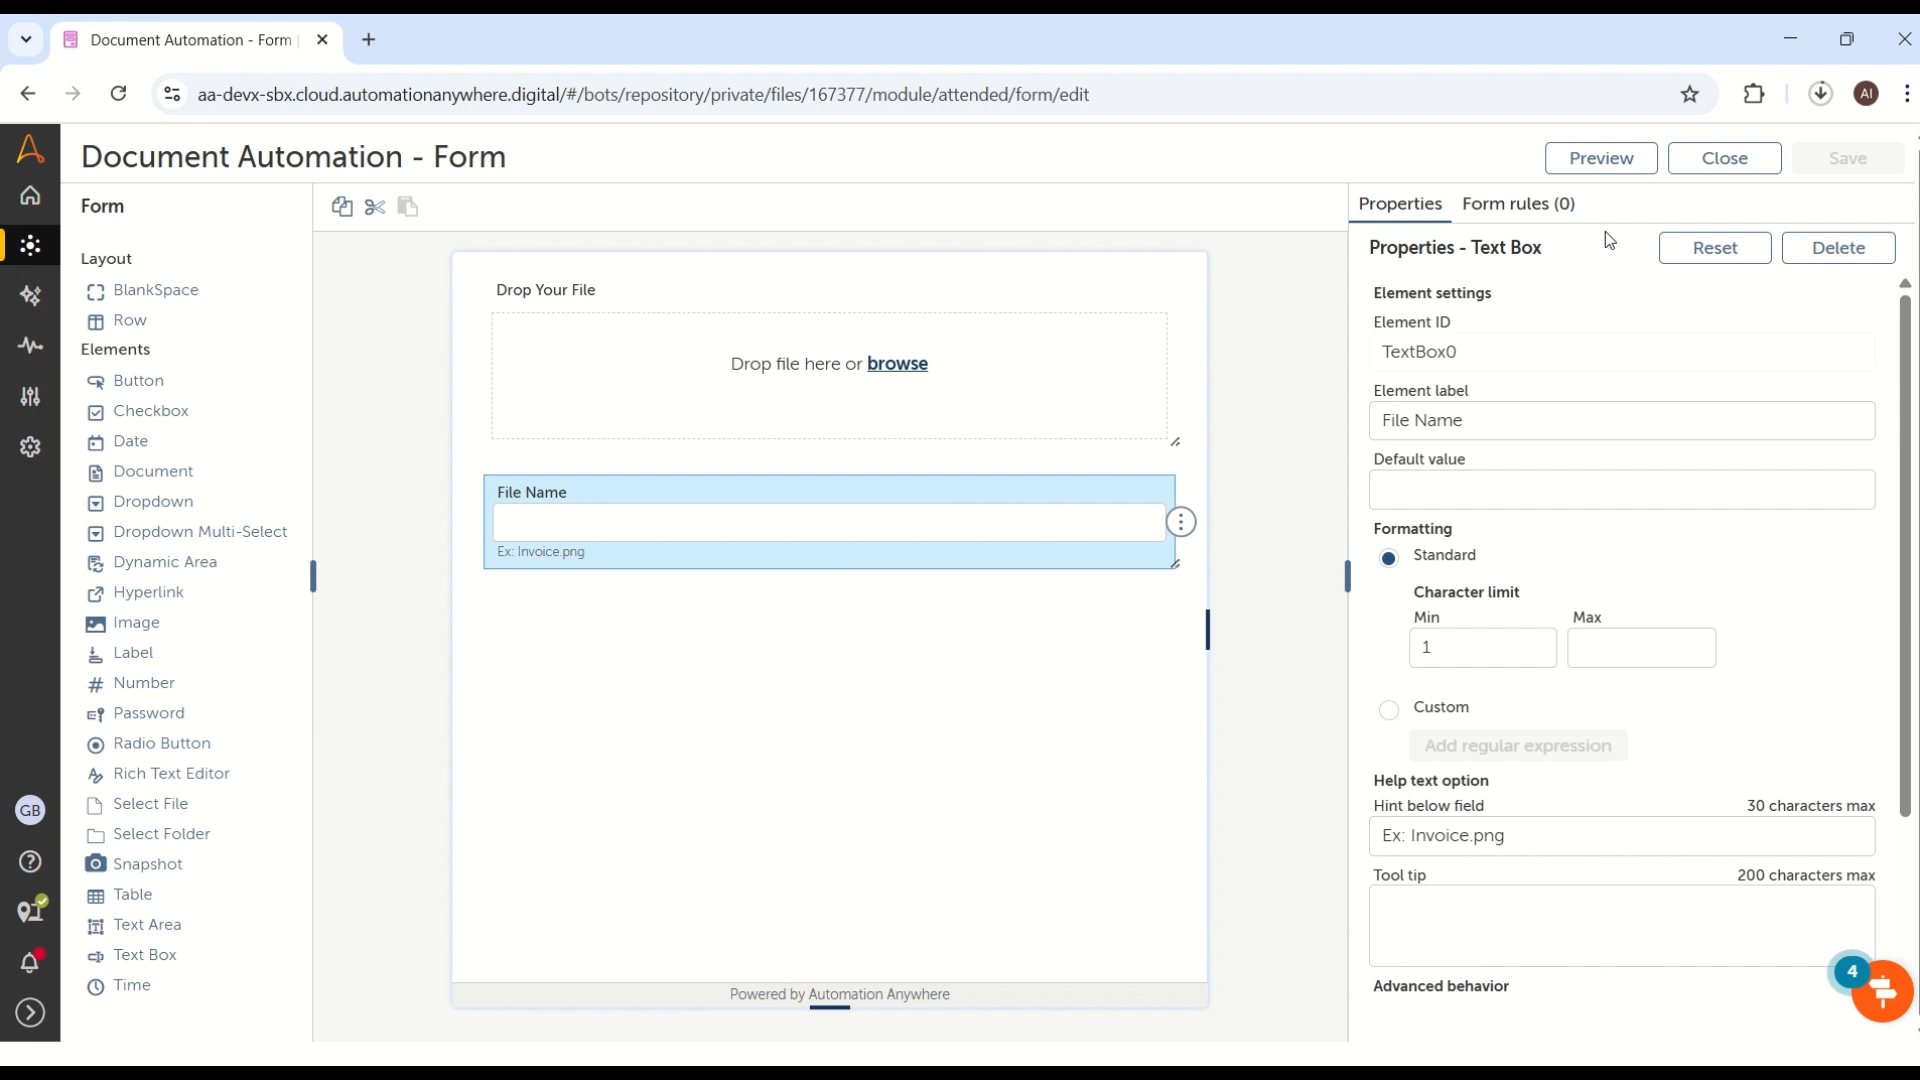 Document Automation - Form
aa-devx-sbx.cloud.automationanywhere.digital/#/bots/repository/private/files/167377/module/attended/form/edit
AI
Document Automation - Form
Preview
Close
Save
Form
Layout
BlankSpace
Row
Elements
Button
Checkbox
Date
Document
Dropdown
Dropdown Multi-Select
Dynamic Area
Hyperlink
Image
Label
Number
Password
Radio Button
Rich Text Editor
Select File
Select Folder
Snapshot
Table
Text Area
Text Box
Time
GB
Drop Your File
Drop file here or browse
File Name
Ex: Invoice.png
Powered by Automation Anywhere
Properties
Form rules (0)
Properties - Text Box
Reset
Delete
Element settings
Element ID
TextBox0
Element label
File Name
Default value
Formatting
Standard
Character limit
Min Max
1
Custom
Add regular expression
Help text option
Hint below field 30 characters max
Ex: Invoice.png
Tool tip 200 characters max
4
Advanced behavior